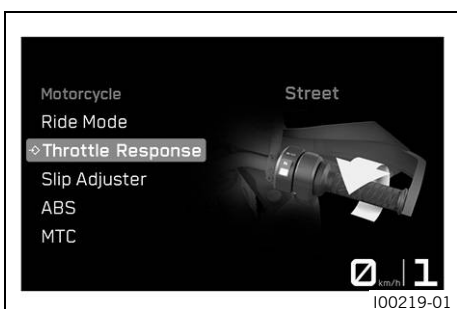 Motorcycle
Street
Ride Mode
Throttle Response
Slip Adjuster
ABS
MTC
0 km/h 1
I00219-01